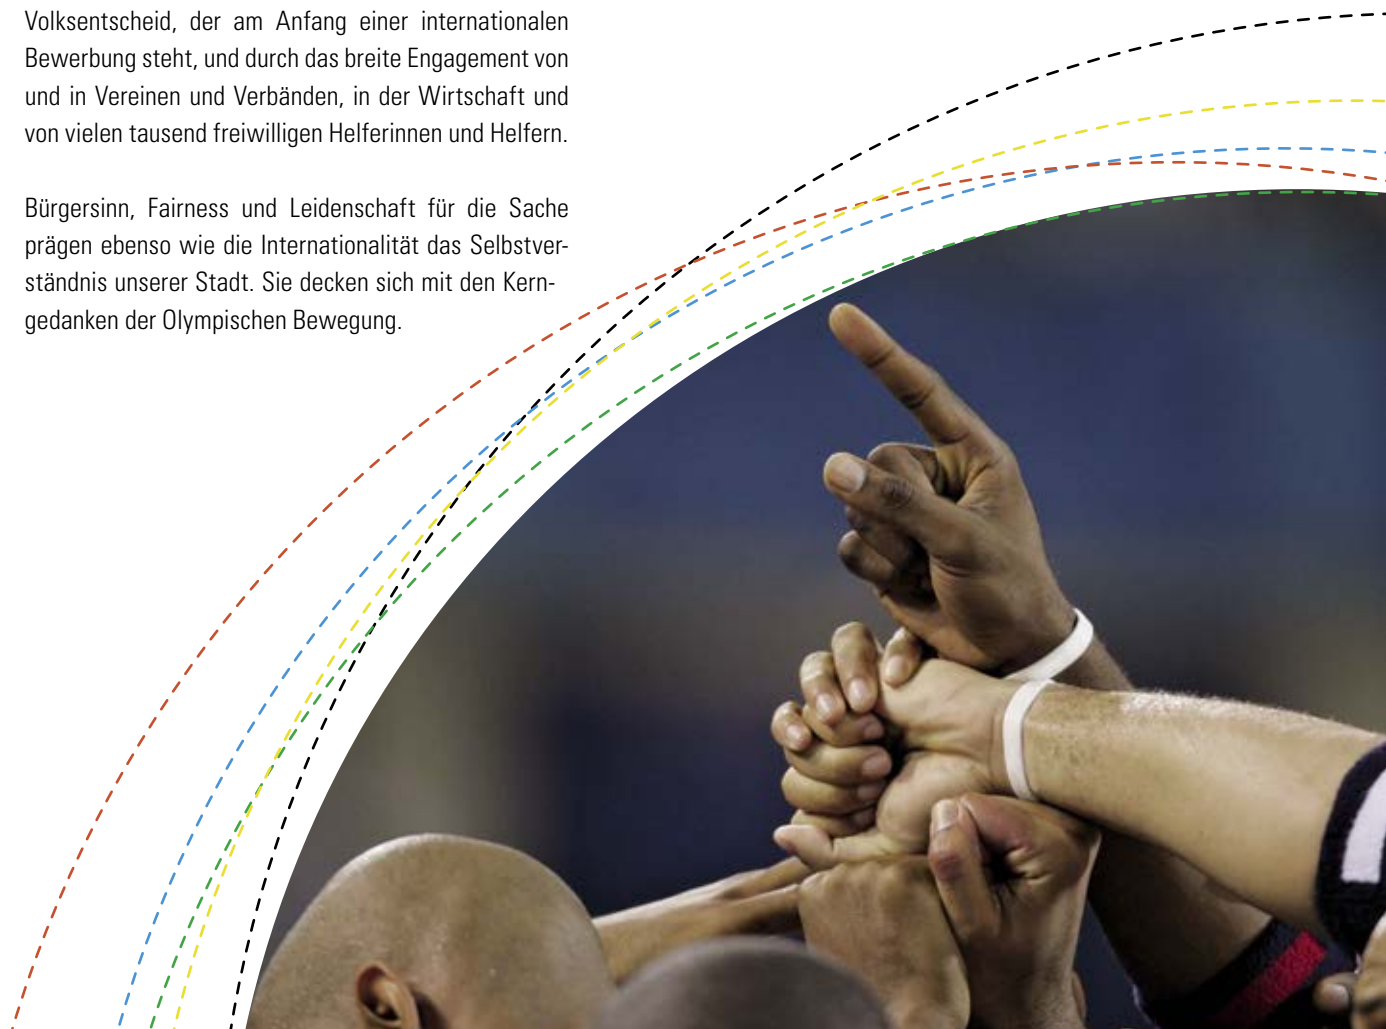 Volksentscheid, der am Anfang einer internationalen
Bewerbung steht, und durch das breite Engagement von
und in Vereinen und Verbänden, in der Wirtschaft und
von vielen tausend freiwilligen Helferinnen und Helfern.
Bürgersinn, Fairness und Leidenschaft für die Sache
prägen ebenso wie die Internationalität das Selbstver-
ständnis unserer Stadt. Sie decken sich mit den Kern-
gedanken der Olympischen Bewegung.